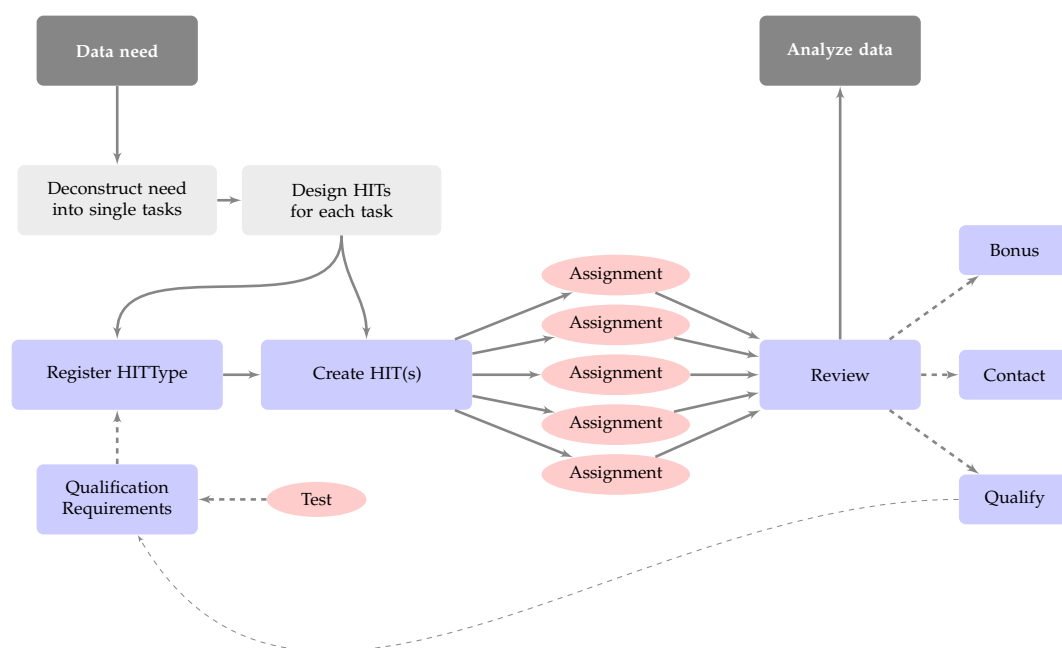 Data need
Analyze data
Deconstruct need
into single tasks
Design HITs
for each task
Bonus
Assignment
Assignment
Register HITType
Create HIT(s)
Assignment
Review
Contact
Assignment
Assignment
Qualification
Requirements
Test
Qualify